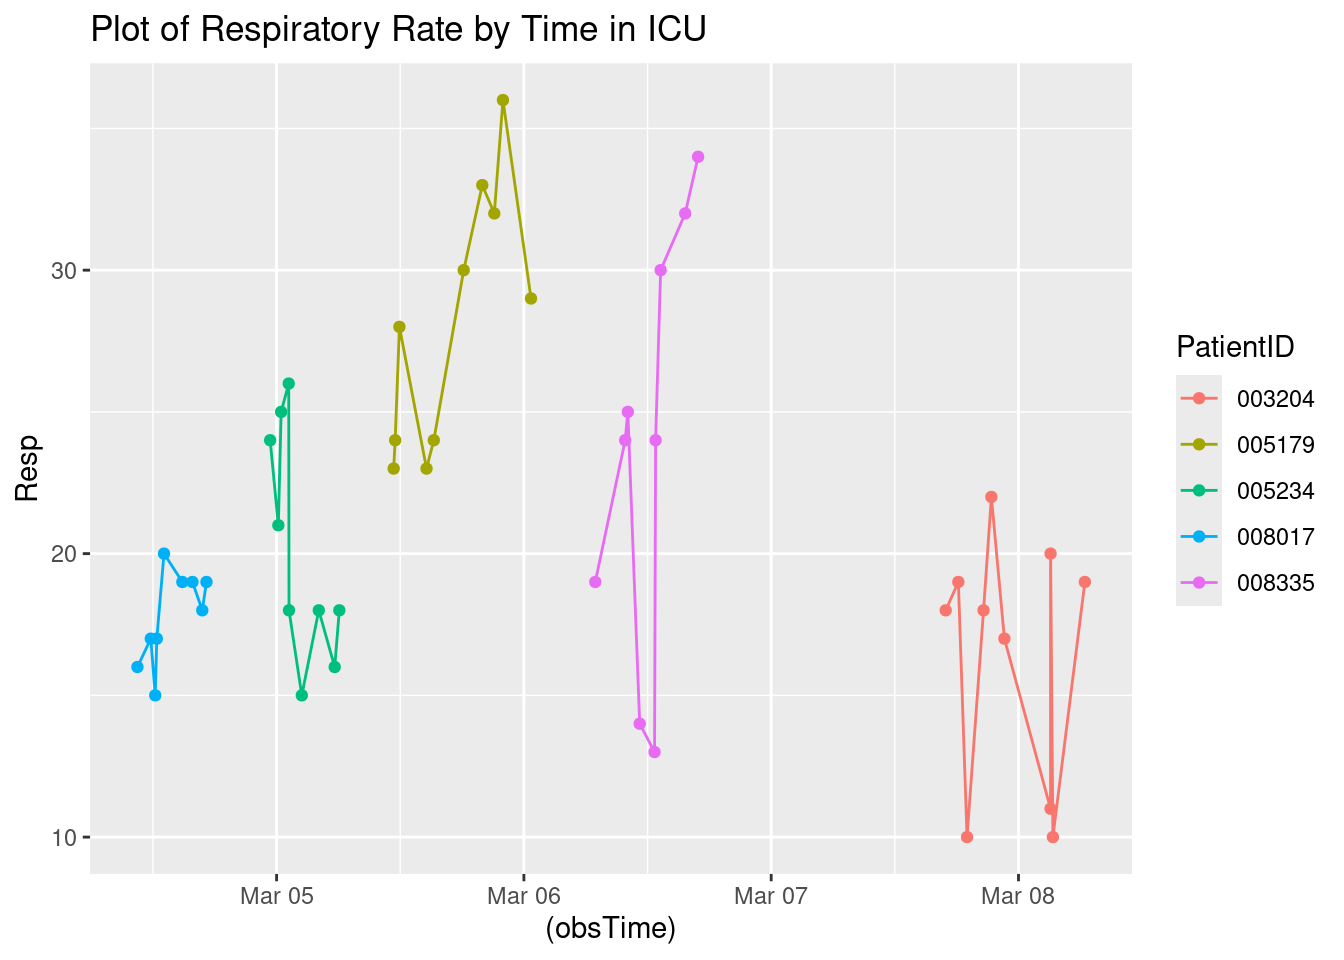 Plot of Respiratory Rate by Time in ICU
Resp
30
20
10
Mar 05
Mar 06
Mar 07
Mar 08
(obsTime)
PatientID
003204
005179
005234
008017
008335